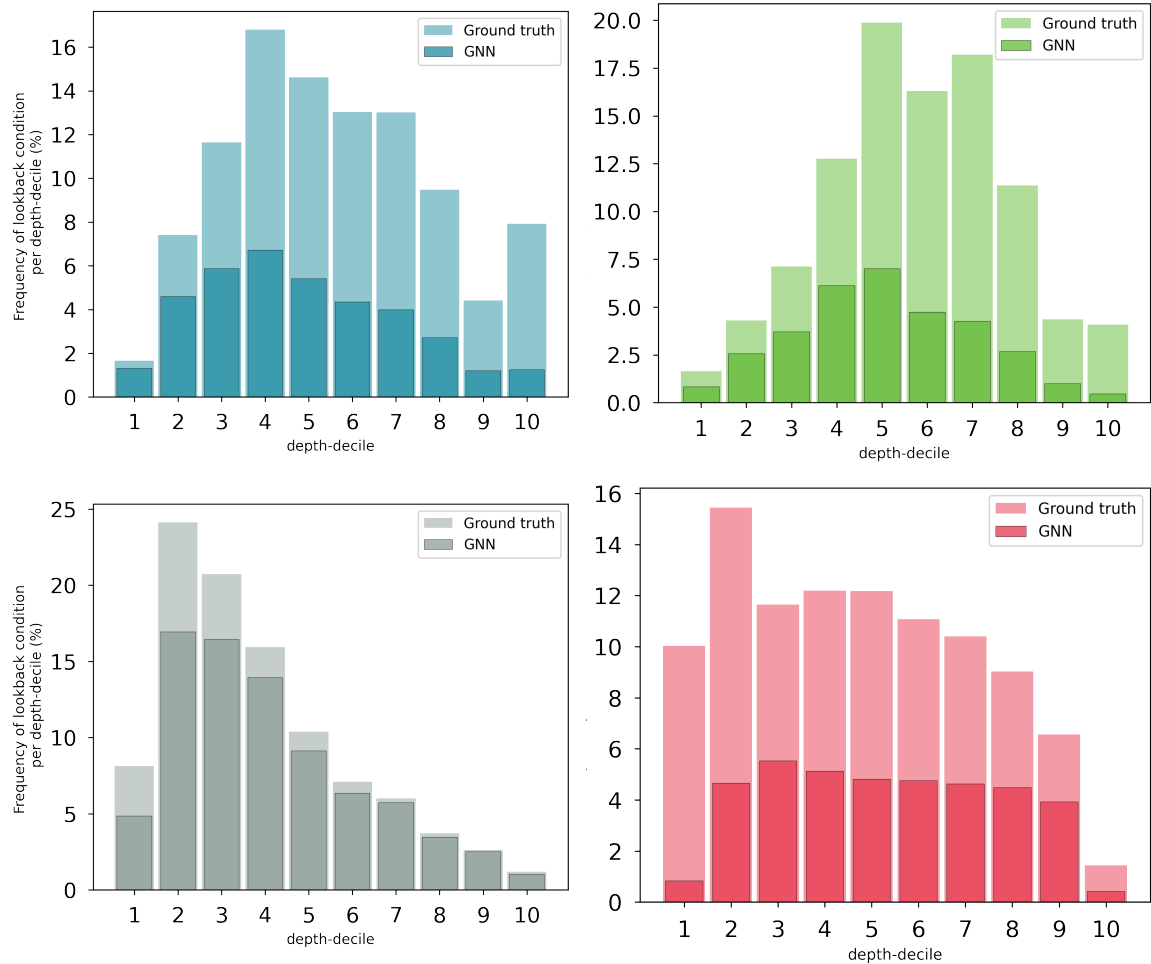 Frequency of lookback condition
per depth-decile (%)
16
14
12
10
8
6
4
2
0
Ground truth
GNN
1 2 3 4 5 6 7 8 9 10
depth-decile
20.0
17.5
15.0
12.5
10.0
7.5
5.0
2.5
0.0
Ground truth
GNN
1 2 3 4 5 6 7 8 9 10
depth-decile
Frequency of lookback condition
per depth-decile (%)
25
20
15
10
5
0
Ground truth
GNN
1 2 3 4 5 6 7 8 9 10
depth-decile
16
14
12
10
8
6
4
2
0
Ground truth
GNN
1 2 3 4 5 6 7 8 9 10
depth-decile